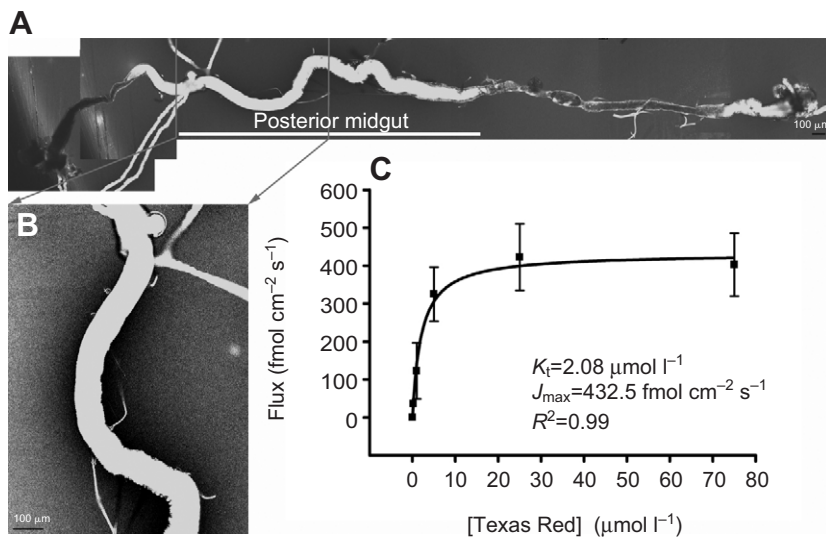 A
Posterior midgut
100 μm
B
100 μm
C
600
500
400
300
200
100
0
Flux (fmol cm⁻² s⁻¹)
Kt=2.08 μmol l⁻¹
Jmax=432.5 fmol cm⁻² s⁻¹
R²=0.99
0 10 20 30 40 50 60 70 80
[Texas Red] (μmol l⁻¹)